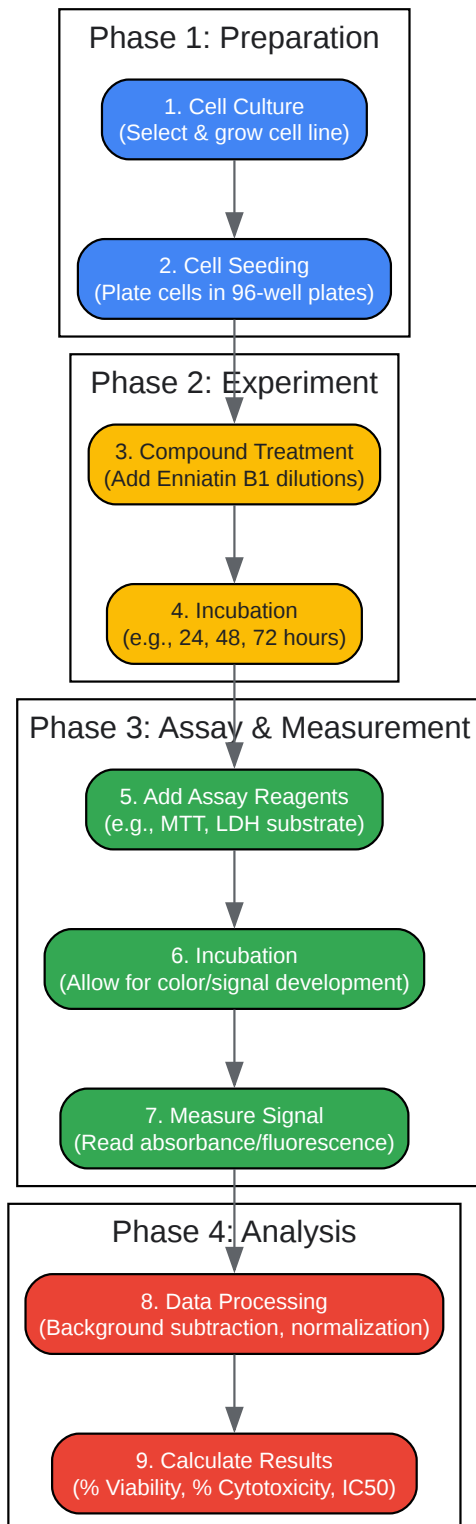 Phase 1: Preparation
1. Cell Culture
(Select & grow cell line)
2. Cell Seeding
(Plate cells in 96-well plates)
Phase 2: Experiment
3. Compound Treatment
(Add Enniatin B1 dilutions)
4. Incubation
(e.g., 24, 48, 72 hours)
Phase 3: Assay & Measurement
5. Add Assay Reagents
(e.g., MTT, LDH substrate)
6. Incubation
(Allow for color/signal development)
7. Measure Signal
(Read absorbance/fluorescence)
Phase 4: Analysis
8. Data Processing
(Background subtraction, normalization)
9. Calculate Results
(% Viability, % Cytotoxicity, IC50)